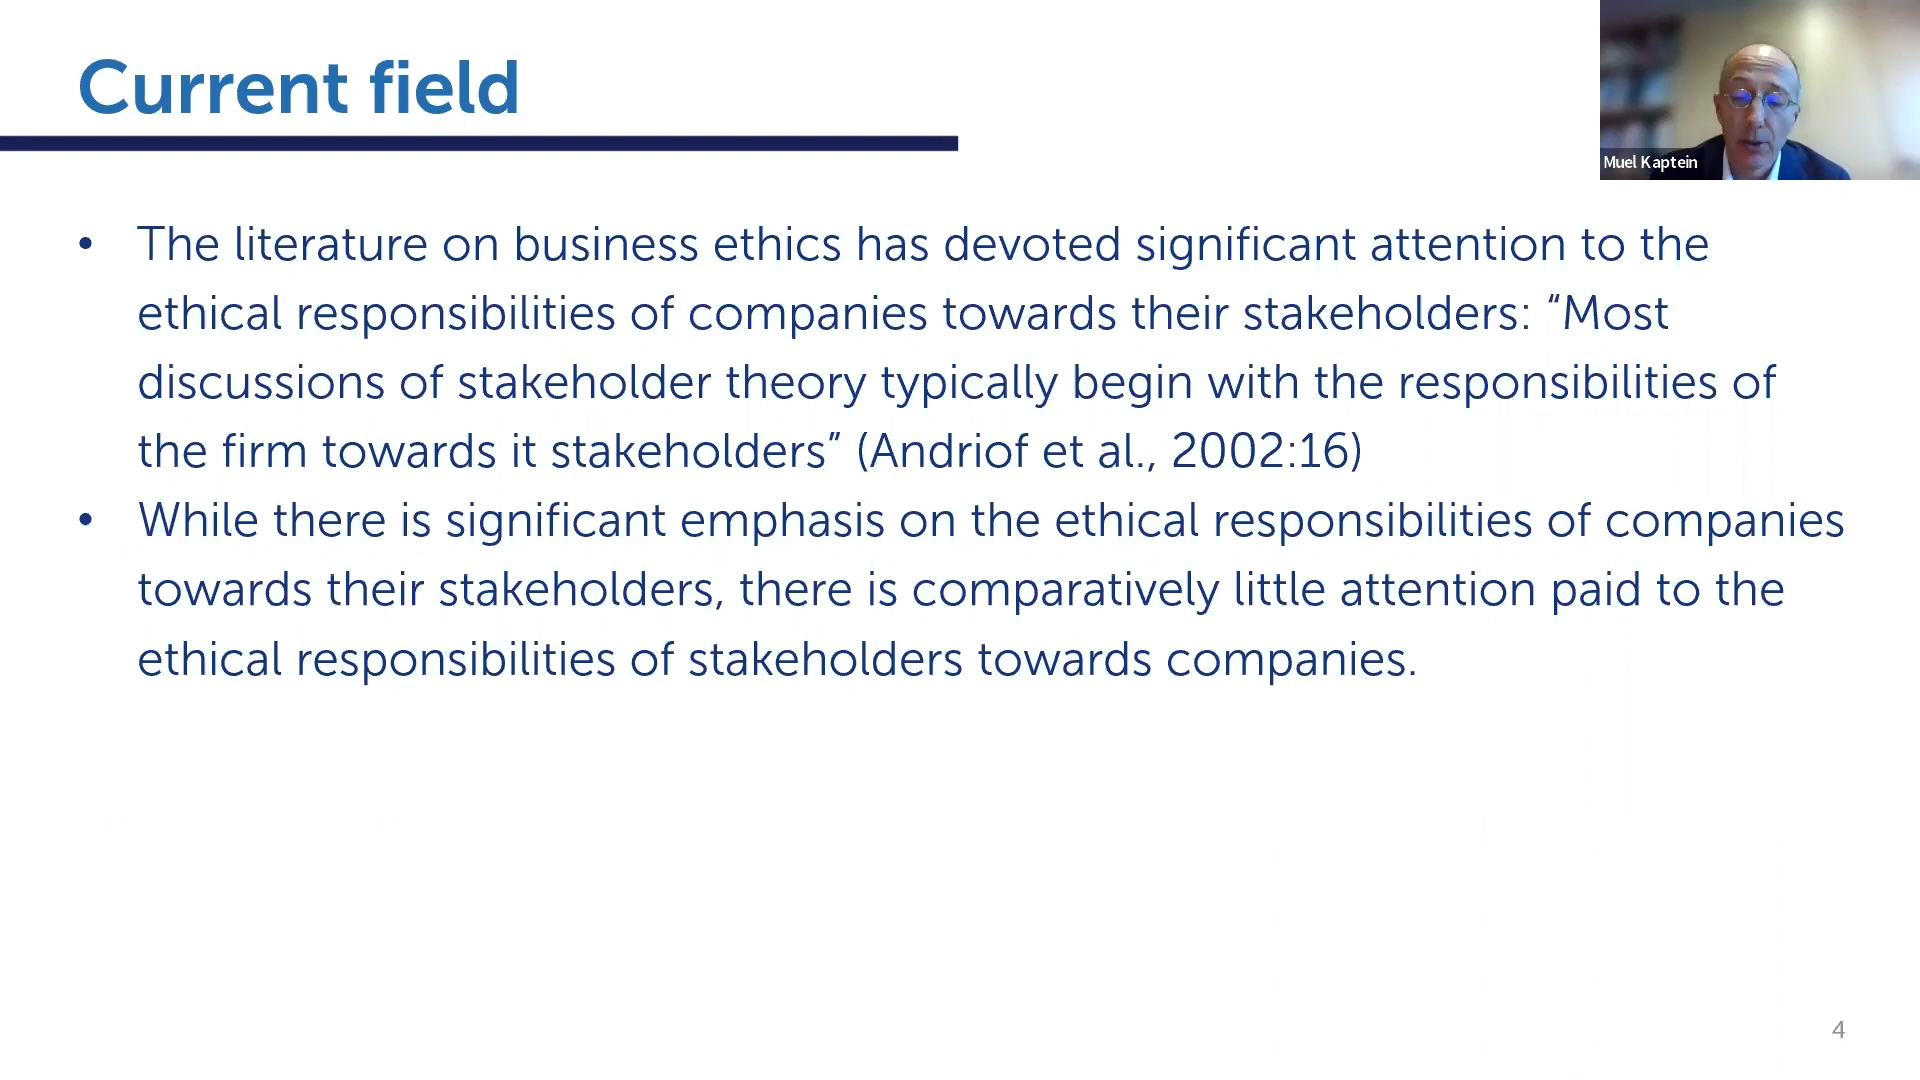 Current field
Muel Kaptein
• The literature on business ethics has devoted significant attention to the
ethical responsibilities of companies towards their stakeholders: “Most
discussions of stakeholder theory typically begin with the responsibilities of
the firm towards it stakeholders” (Andriof et al., 2002:16)
• While there is significant emphasis on the ethical responsibilities of companies
towards their stakeholders, there is comparatively little attention paid to the
ethical responsibilities of stakeholders towards companies.
4